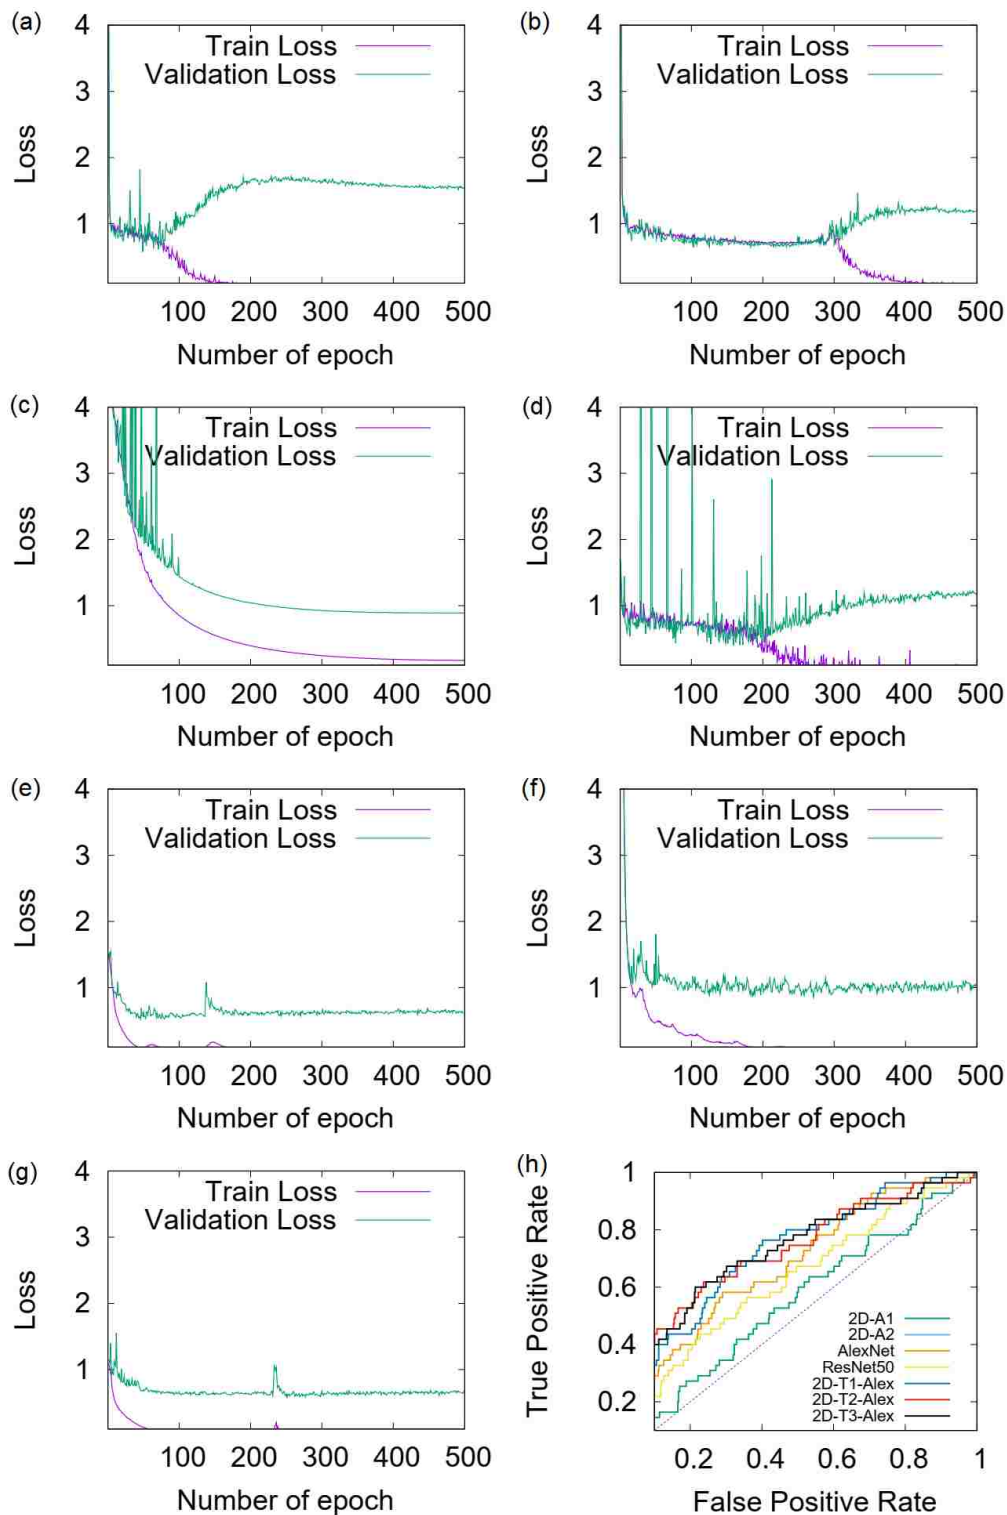 (a)
4
3
2
1
Loss
Train Loss
Validation Loss
100 200 300 400 500
Number of epoch
(b)
4
3
2
1
Loss
Train Loss
Validation Loss
100 200 300 400 500
Number of epoch
(c)
4
3
2
1
Loss
Train Loss
Validation Loss
100 200 300 400 500
Number of epoch
(d)
4
3
2
1
Loss
Train Loss
Validation Loss
100 200 300 400 500
Number of epoch
(e)
4
3
2
1
Loss
Train Loss
Validation Loss
100 200 300 400 500
Number of epoch
(f)
4
3
2
1
Loss
Train Loss
Validation Loss
100 200 300 400 500
Number of epoch
(g)
4
3
2
1
Loss
Train Loss
Validation Loss
100 200 300 400 500
Number of epoch
(h)
1
0.8
0.6
0.4
0.2
True Positive Rate
2D-A1
2D-A2
AlexNet
ResNet50
2D-T1-Alex
2D-T2-Alex
2D-T3-Alex
0.2 0.4 0.6 0.8 1
False Positive Rate